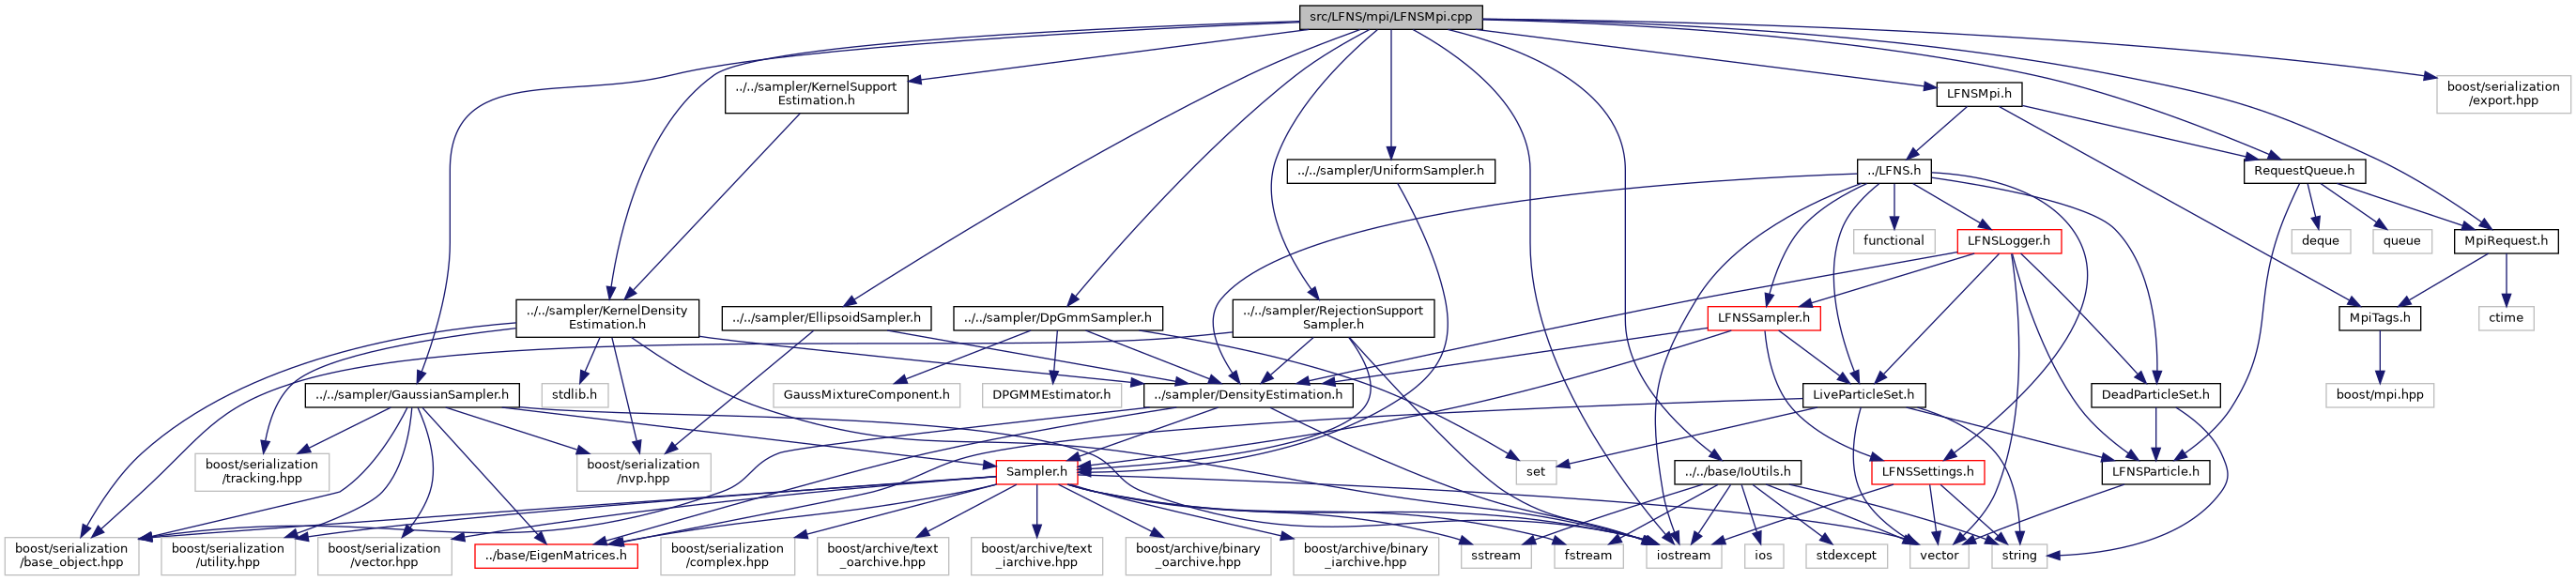 src/LFNS/mpi/LFNSMpi.cpp
../../sampler/KernelSupport
Estimation.h
LFNSMpi.h
boost/serialization
/export.hpp
../../sampler/UniformSampler.h
../LFNS.h
RequestQueue.h
functional
LFNSLogger.h
deque
queue
MpiRequest.h
../../sampler/KernelDensity
Estimation.h
../../sampler/EllipsoidSampler.h
../../sampler/DpGmmSampler.h
../../sampler/RejectionSupport
Sampler.h
LFNSSampler.h
MpiTags.h
ctime
../../sampler/GaussianSampler.h
stdlib.h
GaussMixtureComponent.h
DPGMMEstimator.h
../sampler/DensityEstimation.h
LiveParticleSet.h
DeadParticleSet.h
boost/mpi.hpp
boost/serialization
/tracking.hpp
boost/serialization
/nvp.hpp
Sampler.h
set
../../base/IoUtils.h
LFNSSettings.h
LFNSParticle.h
boost/serialization
/base_object.hpp
boost/serialization
/utility.hpp
boost/serialization
/vector.hpp
../base/EigenMatrices.h
boost/serialization
/complex.hpp
boost/archive/text
_oarchive.hpp
boost/archive/text
_iarchive.hpp
boost/archive/binary
_oarchive.hpp
boost/archive/binary
_iarchive.hpp
sstream
fstream
iostream
ios
stdexcept
vector
string